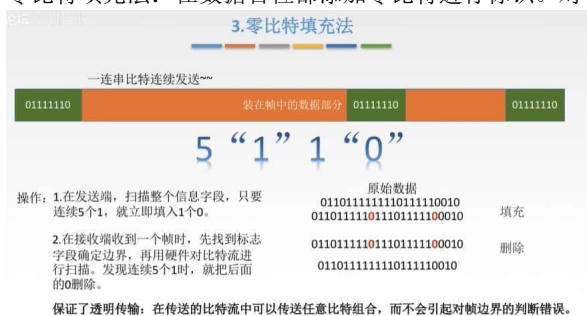 零比特填充法：在数据首性部添加零比特进行标识。对
3.零比特填充法
一连串比特连续发送~~
01111110 装在帧中的数据部分 01111110 01111110
5 “1” 1 “0”
操作：1.在发送端，扫描整个信息字段，只要
连续5个1，就立即填入1个0。
2.在接收端收到一个帧时，先找到标志
字段确定边界，再用硬件对比特流进
行扫描。发现连续5个1时，就把后面
的0删除。
原始数据
0110111111110111110010
011011111011101111100010 填充
011011111011101111100010 删除
0110111111110111110010
保证了透明传输：在传送的比特流中可以传送任意比特组合，而不会引起对帧边界的判断错误。